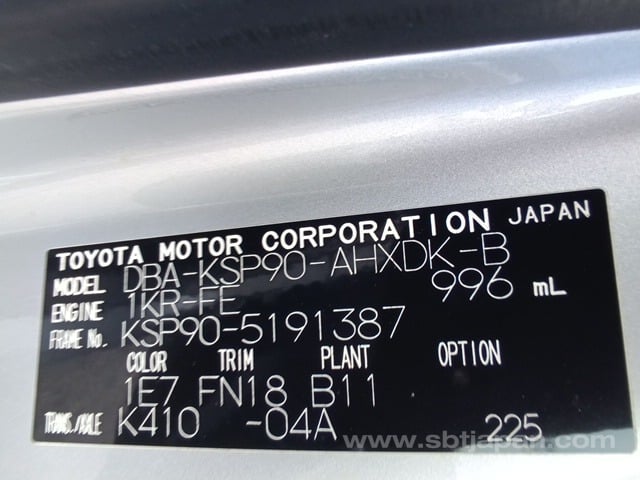 TOYOTA MOTOR CORPORATION JAPAN
MODEL DBA-KSP90-AHXDK-B
ENGINE 1KR-FE 996 mL
FRAME No. KSP90-5191387
COLOR TRIM PLANT OPTION
1E7 FN18 B11
TRANS./AXLE K410 -04A 225
www.sbtjapan.com